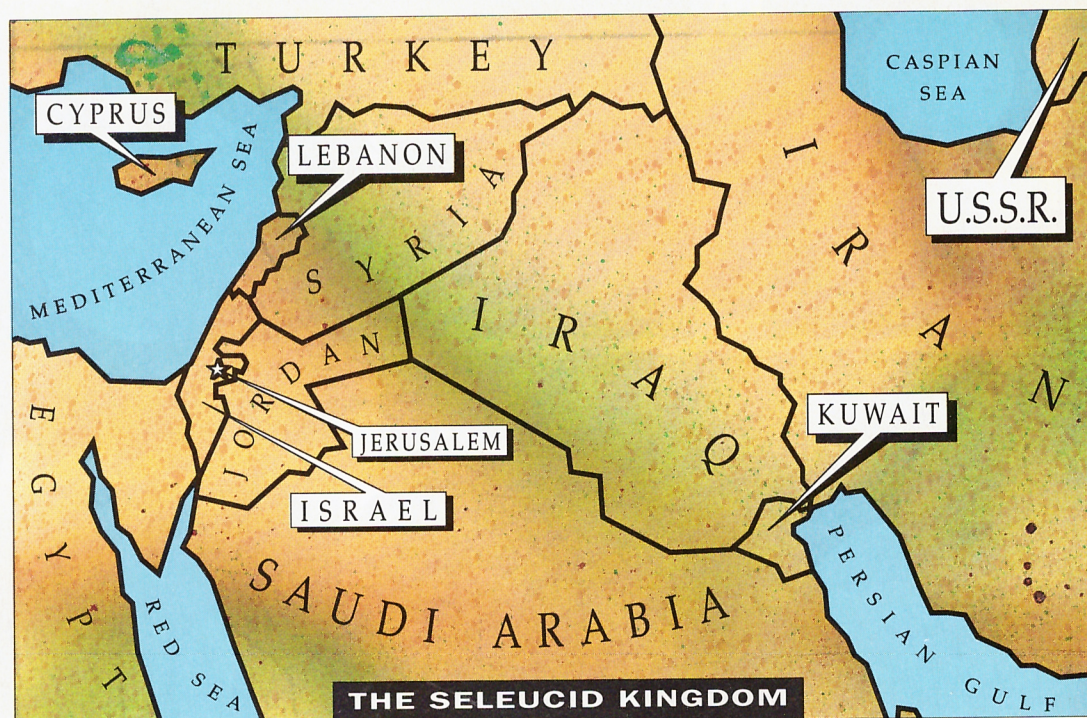 TURKEY
CASPIAN
SEA
CYPRUS
LEBANON
MEDITERRANEAN SEA
SYRIA
IRAN
U.S.S.R.
IRAQ
JORDAN
EGYPT
KUWAIT
JERUSALEM
ISRAEL
SAUDI ARABIA
RED SEA
PERSIAN GULF
THE SELEUCID KINGDOM